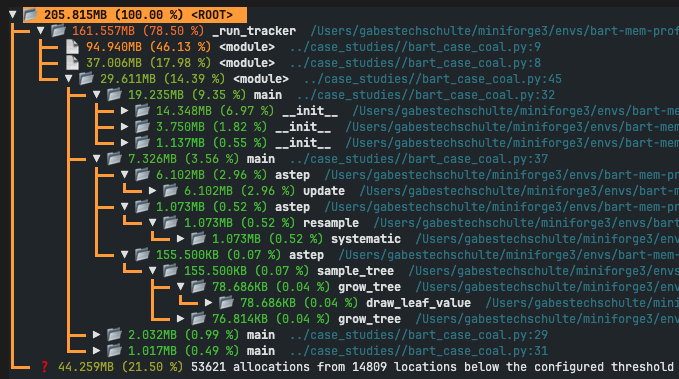 ▼ 📂 205.815MB (100.00 %) <ROOT>
▼ 📂 161.557MB (78.50 %) _run_tracker /Users/gabestechschulte/miniforge3/envs/bart-mem-prof
📄 94.940MB (46.13 %) <module> ../case_studies//bart_case_coal.py:9
📄 37.006MB (17.98 %) <module> ../case_studies//bart_case_coal.py:8
▼ 📂 29.611MB (14.39 %) <module> ../case_studies//bart_case_coal.py:45
▼ 📂 19.235MB (9.35 %) main ../case_studies//bart_case_coal.py:32
▶ 📂 14.348MB (6.97 %) __init__ /Users/gabestechschulte/miniforge3/envs/bart-mem
▶ 📂 3.750MB (1.82 %) __init__ /Users/gabestechschulte/miniforge3/envs/bart-mem-
▶ 📂 1.137MB (0.55 %) __init__ /Users/gabestechschulte/miniforge3/envs/bart-mem-
▼ 📂 7.326MB (3.56 %) main ../case_studies//bart_case_coal.py:37
▼ 📂 6.102MB (2.96 %) astep /Users/gabestechschulte/miniforge3/envs/bart-mem-pro
▶ 📂 6.102MB (2.96 %) update /Users/gabestechschulte/miniforge3/envs/bart-me
▼ 📂 1.073MB (0.52 %) astep /Users/gabestechschulte/miniforge3/envs/bart-mem-pro
▼ 📂 1.073MB (0.52 %) resample /Users/gabestechschulte/miniforge3/envs/bart-
▶ 📂 1.073MB (0.52 %) systematic /Users/gabestechschulte/miniforge3/envs
▼ 📂 155.500KB (0.07 %) astep /Users/gabestechschulte/miniforge3/envs/bart-mem-p
▼ 📂 155.500KB (0.07 %) sample_tree /Users/gabestechschulte/miniforge3/envs
▼ 📂 78.686KB (0.04 %) grow_tree /Users/gabestechschulte/miniforge3/envs
▶ 📂 78.686KB (0.04 %) draw_leaf_value /Users/gabestechschulte/mini
▶ 📂 76.814KB (0.04 %) grow_tree /Users/gabestechschulte/miniforge3/envs
▶ 📂 2.032MB (0.99 %) main ../case_studies//bart_case_coal.py:29
▶ 📂 1.017MB (0.49 %) main ../case_studies//bart_case_coal.py:31
❓ 44.259MB (21.50 %) 53621 allocations from 14809 locations below the configured threshold